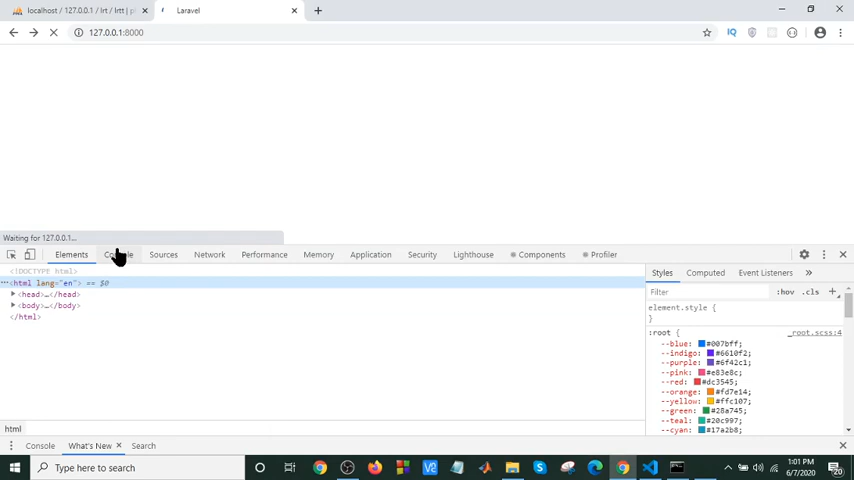 localhost / 127.0.0.1 / lrt / lrtt | p
Laravel
127.0.0.1:8000
IQ
Waiting for 127.0.0.1...
Elements
Console
Sources
Network
Performance
Memory
Application
Security
Lighthouse
Components
Profiler
<!DOCTYPE html>
<html lang="en"> == $0
<head>…</head>
<body>…</body>
</html>
html
Styles
Computed
Event Listeners
Filter
:hov
.cls
element.style {
}
:root {
_root.scss:4
--blue: #007bff;
--indigo: #6610f2;
--purple: #6f42c1;
--pink: #e83e8c;
--red: #dc3545;
--orange: #fd7e14;
--yellow: #ffc107;
--green: #28a745;
--teal: #20c997;
--cyan: #17a2b8;
Console
What's New
Search
Type here to search
1:01 PM
6/7/2020
20